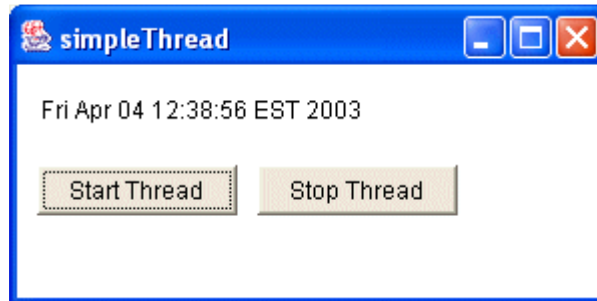 simpleThread
Fri Apr 04 12:38:56 EST 2003
Start Thread Stop Thread